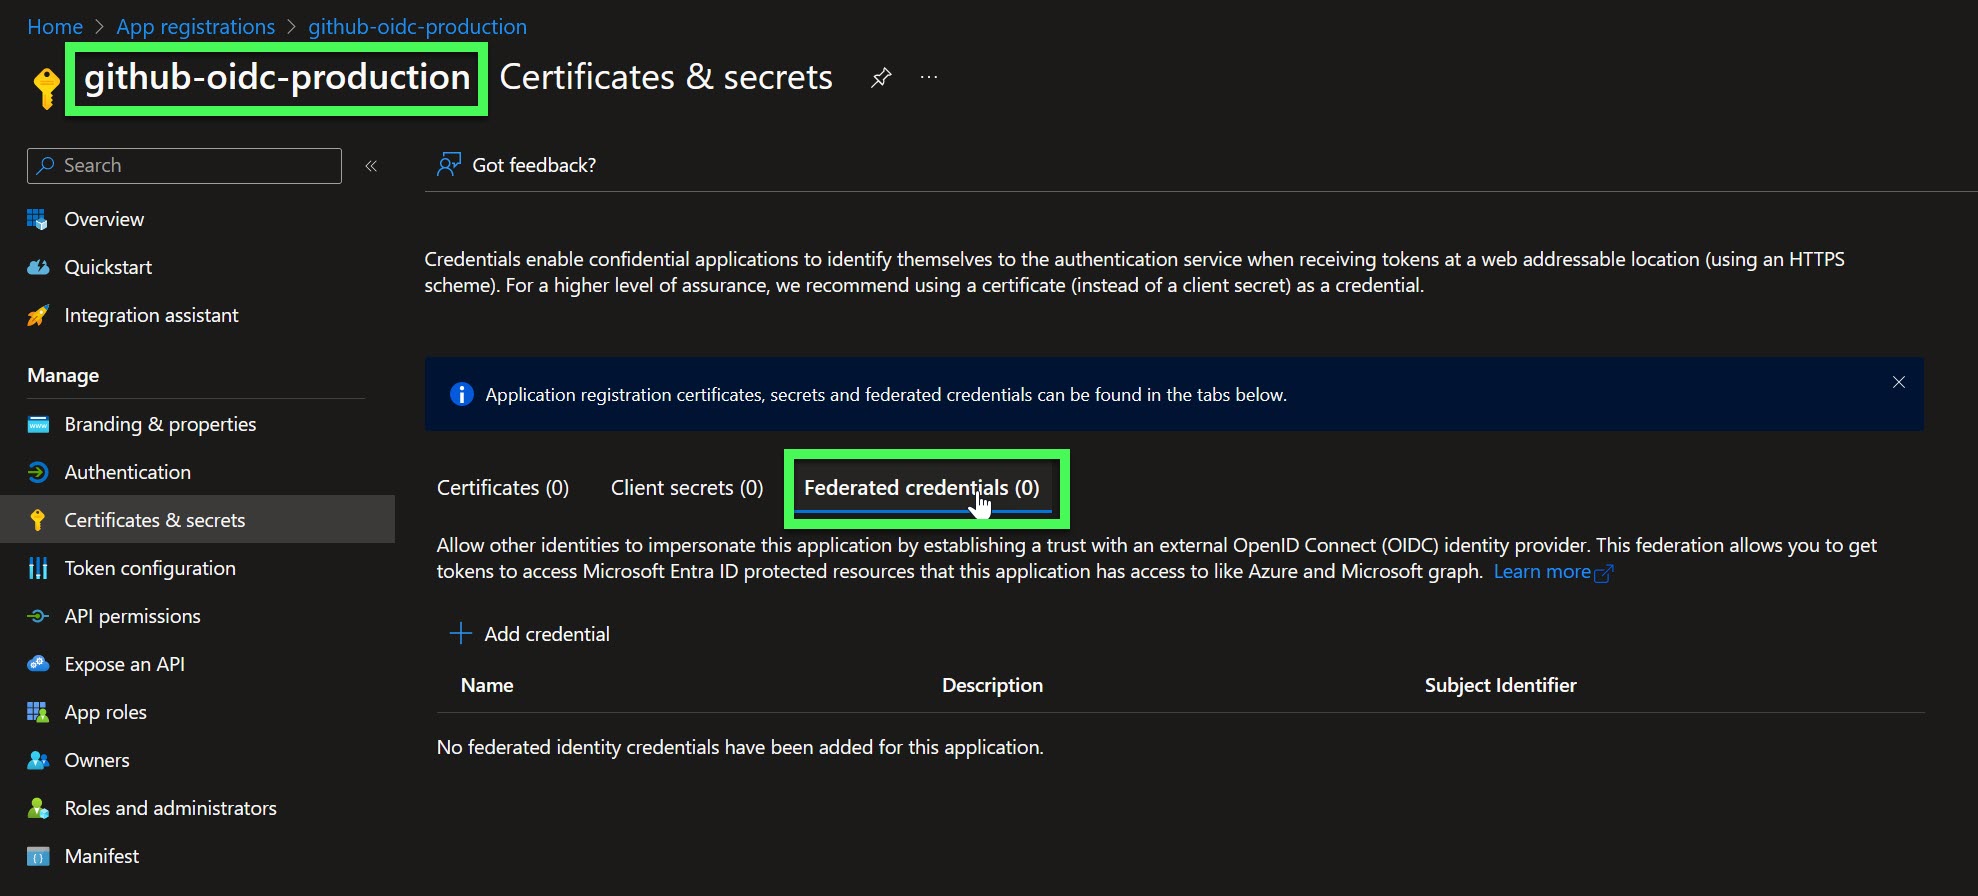 Home > App registrations > github-oidc-production
github-oidc-production Certificates & secrets ...
Search «
Got feedback?
Overview
Quickstart
Integration assistant
Manage
Branding & properties
Authentication
Certificates & secrets
Token configuration
API permissions
Expose an API
App roles
Owners
Roles and administrators
Manifest
Credentials enable confidential applications to identify themselves to the authentication service when receiving tokens at a web addressable location (using an HTTPS
scheme). For a higher level of assurance, we recommend using a certificate (instead of a client secret) as a credential.
Application registration certificates, secrets and federated credentials can be found in the tabs below.
Certificates (0) Client secrets (0) Federated credentials (0)
Allow other identities to impersonate this application by establishing a trust with an external OpenID Connect (OIDC) identity provider. This federation allows you to get
tokens to access Microsoft Entra ID protected resources that this application has access to like Azure and Microsoft graph. Learn more
Add credential
Name Description Subject Identifier
No federated identity credentials have been added for this application.